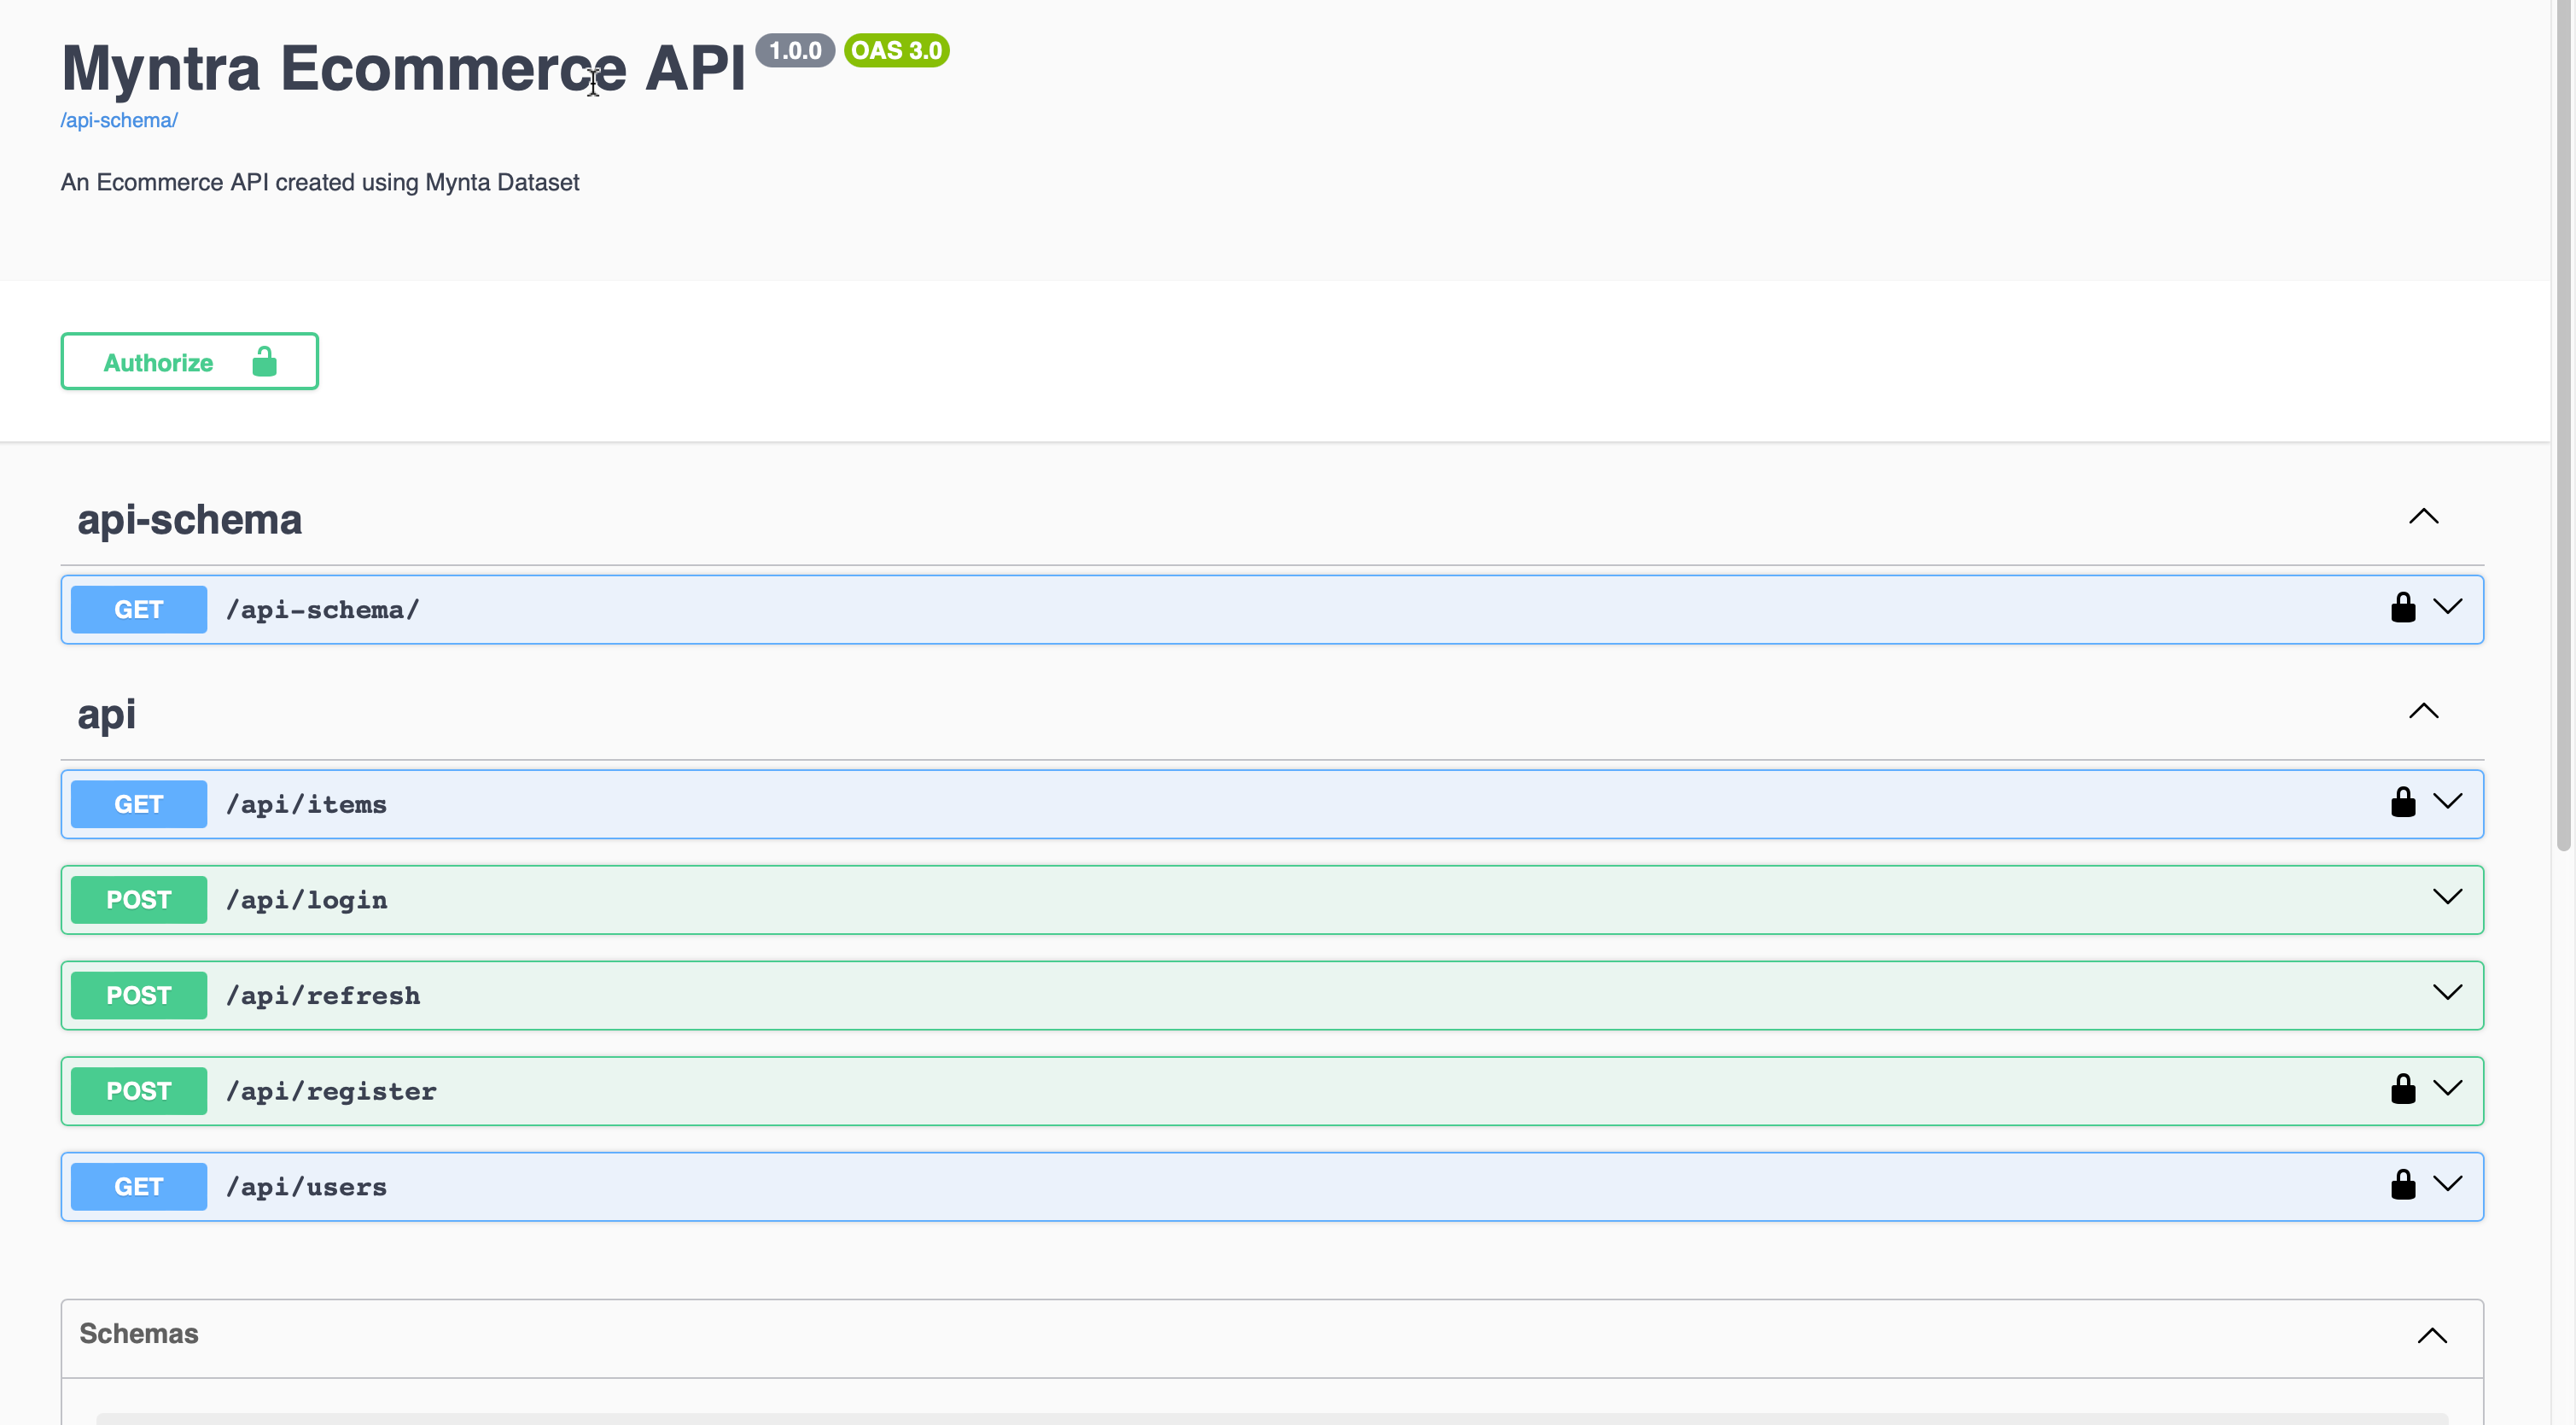 Myntra Ecommerce API 1.0.0 OAS 3.0
/api-schema/
An Ecommerce API created using Mynta Dataset
Authorize
api-schema
GET /api-schema/
api
GET /api/items
POST /api/login
POST /api/refresh
POST /api/register
GET /api/users
Schemas